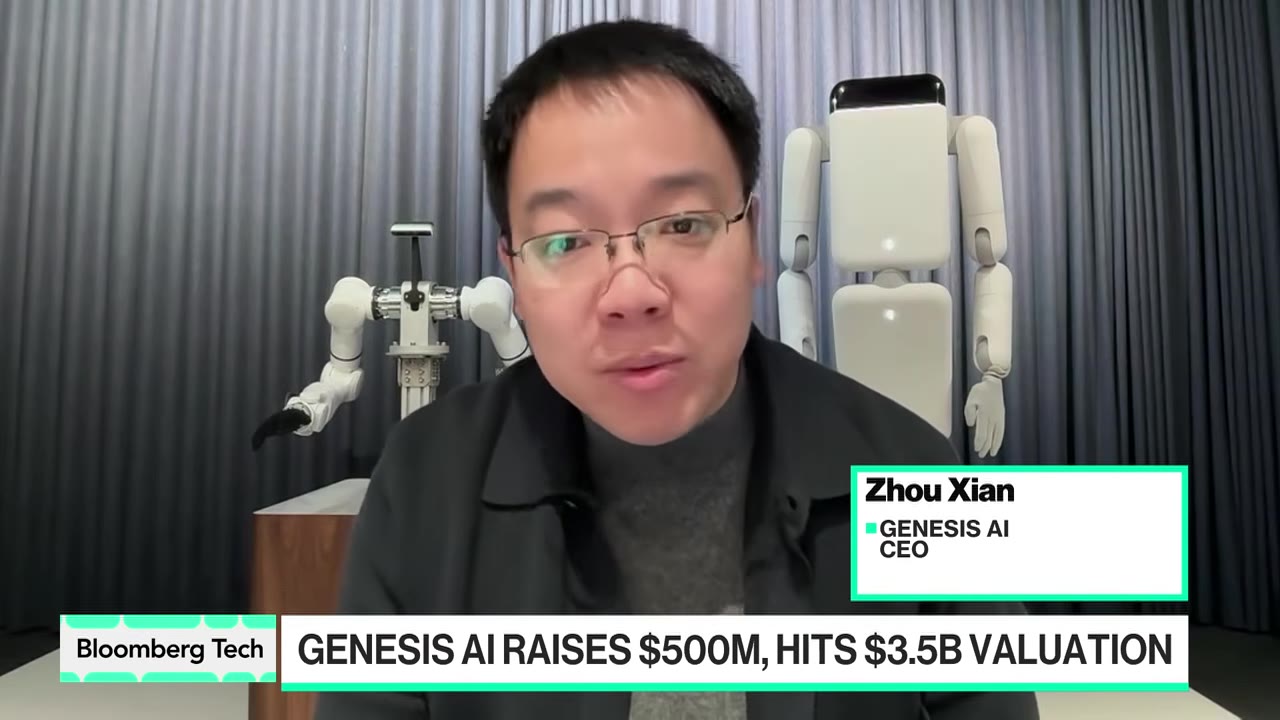 Zhou Xian
GENESIS AI
CEO
Bloomberg Tech
GENESIS AI RAISES $500M, HITS $3.5B VALUATION